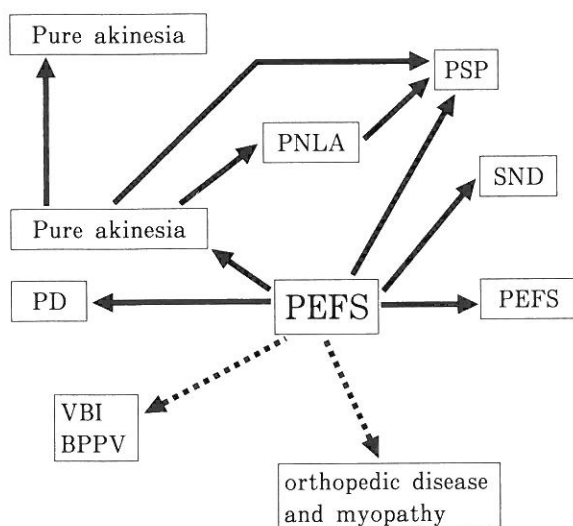 Pure akinesia
PSP
PNLA
SND
Pure akinesia
PD
PEFS
PEFS
VBI
BPPV
orthopedic disease
and myopathy